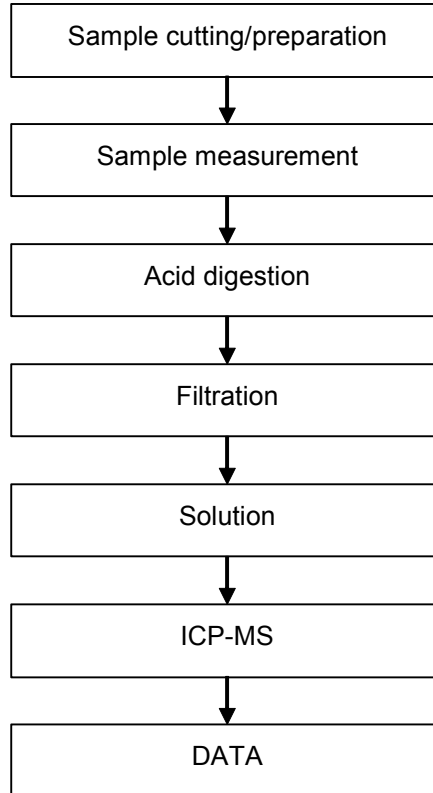 Sample cutting/preparation
Sample measurement
Acid digestion
Filtration
Solution
ICP-MS
DATA